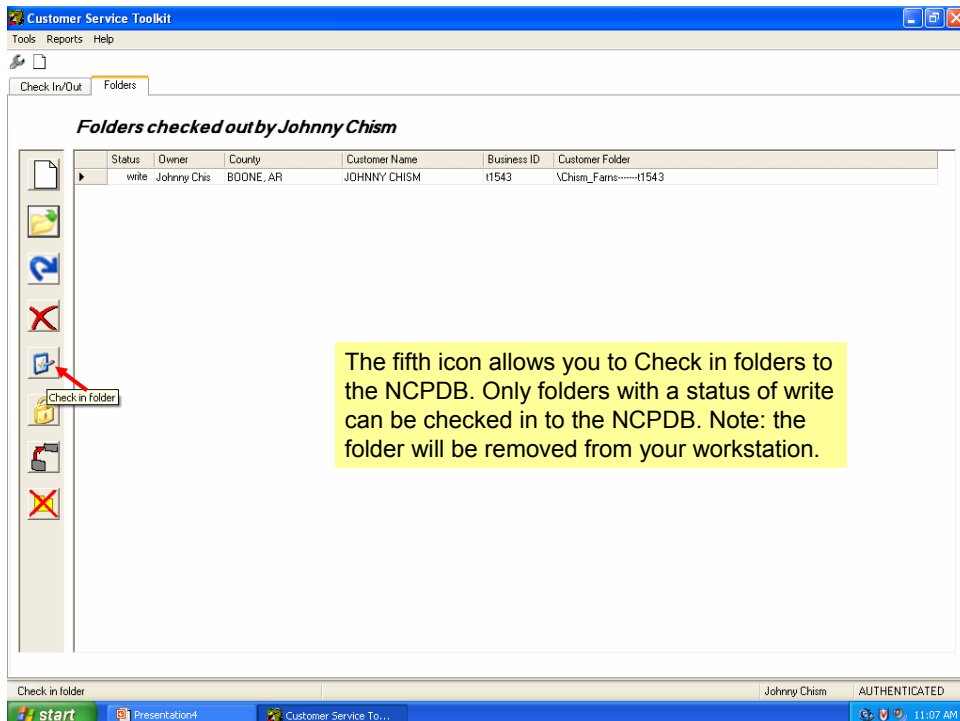 Customer Service Toolkit
Tools Reports Help
Check In/Out Folders
Folders checked out by Johnny Chism
Status Owner County Customer Name Business ID Customer Folder
write Johnny Chis BOONE, AR JOHNNY CHISM t1543 \Chism_Farns-------t1543
The fifth icon allows you to Check in folders to
the NCPDB. Only folders with a status of write
can be checked in to the NCPDB. Note: the
folder will be removed from your workstation.
Check in folder
Check in folder Johnny Chism AUTHENTICATED
start Presentation4 Customer Service To... 11:07 AM